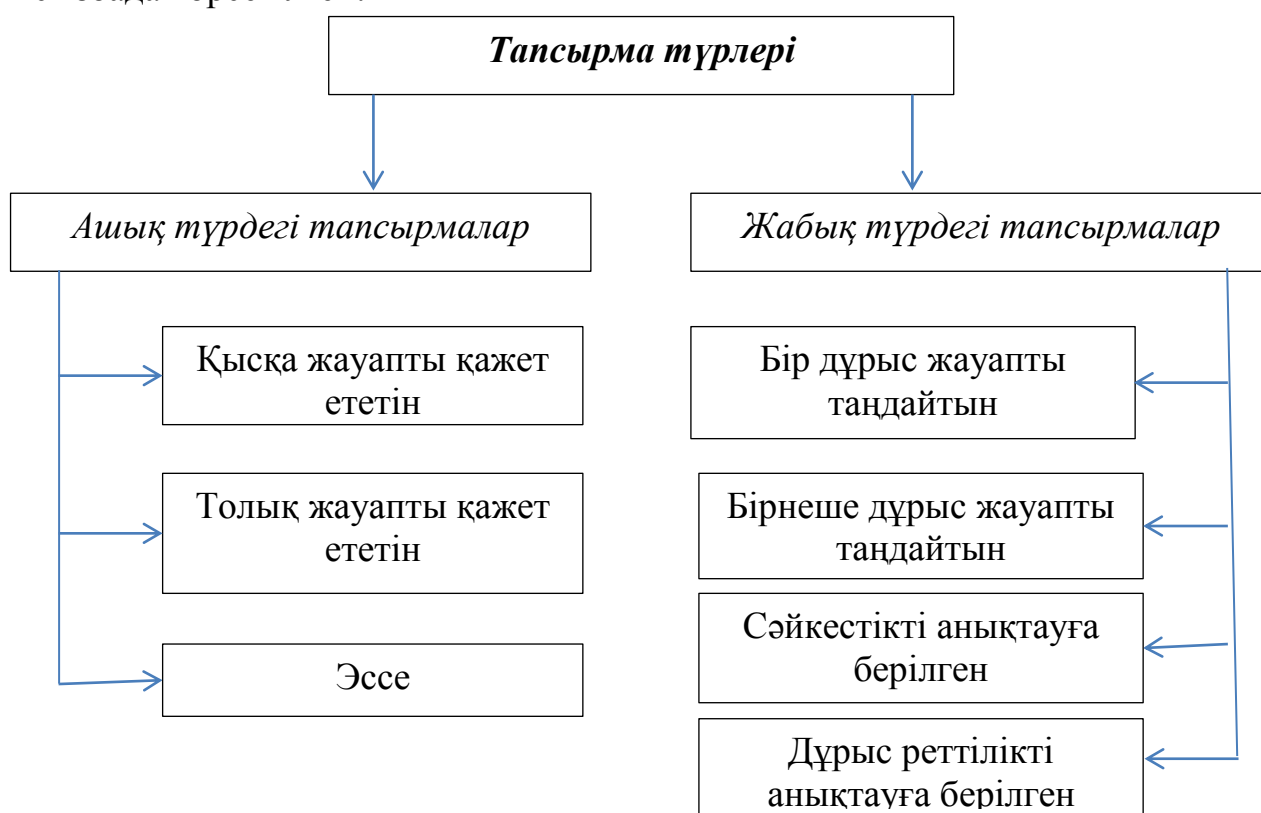 Тапсырма түрлері
Ашық түрдегі тапсырмалар
Жабық түрдегі тапсырмалар
Қысқа жауапты қажет
ететін
Толық жауапты қажет
ететін
Эссе
Бір дұрыс жауапты
таңдайтын
Бірнеше дұрыс жауапты
таңдайтын
Сәйкестікті анықтауға
берілген
Дұрыс реттілікті
анықтауға берілген